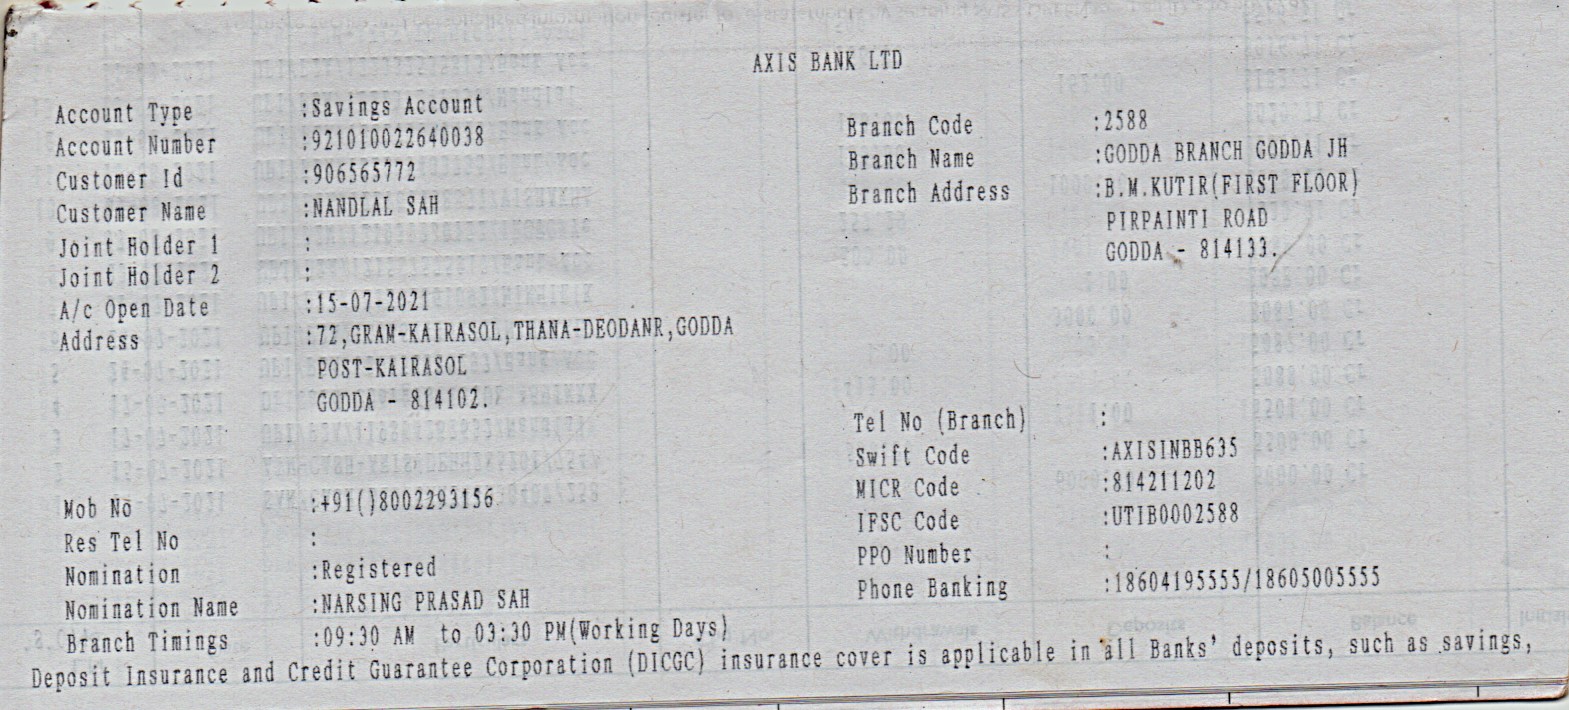 AXIS BANK LTD
Account Type :Savings Account
Account Number :921010022640038
Customer Id :906565772
Customer Name :NANDLAL SAH
Joint Holder 1 :
Joint Holder 2 :
A/c Open Date :15-07-2021
Address :72,GRAM-KAIRASOL,THANA-DEODANR,GODDA
POST-KAIRASOL
GODDA - 814102.
Mob No :+91()8002293156
Res Tel No :
Nomination :Registered
Nomination Name :NARSING PRASAD SAH
Branch Timings :09:30 AM to 03:30 PM(Working Days)
Branch Code :2588
Branch Name :GODDA BRANCH GODDA JH
Branch Address :B.M.KUTIR(FIRST FLOOR)
PIRPAINTI ROAD
GODDA - 814133.
Tel No (Branch) :
Swift Code :AXISINBB635
MICR Code :814211202
IFSC Code :UTIB0002588
PPO Number :
Phone Banking :18604195555/18605005555
Deposit Insurance and Credit Guarantee Corporation (DICGC) insurance cover is applicable in all Banks' deposits, such as savings,